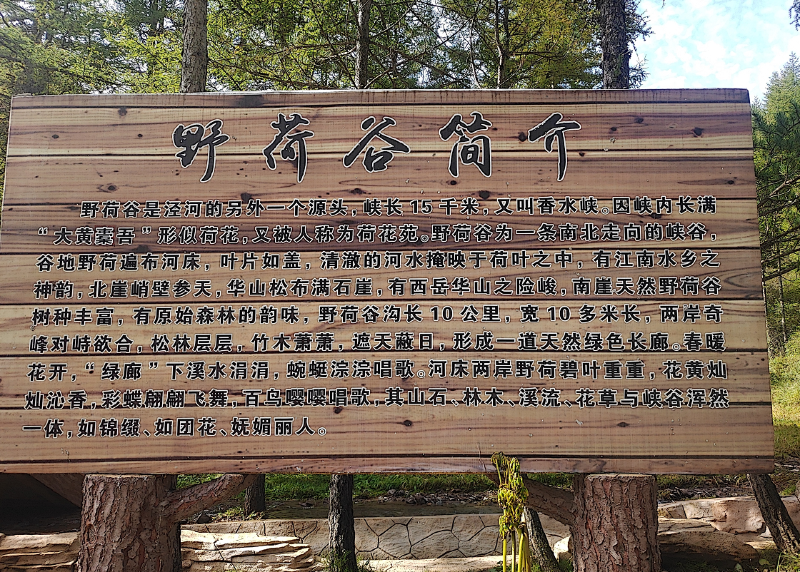 野荷谷简介
野荷谷是泾河的另外一个源头，峡长15千米，又叫香水峡。因峡内长满
“大黄橐吾”形似荷花，又被人称为荷花苑。野荷谷为一条南北走向的峡谷，
谷地野荷遍布河床，叶片如盖，清澈的河水掩映于荷叶之中，有江南水乡之
神韵，北崖峭壁参天，华山松布满石崖，有西岳华山之险峻，南崖天然野荷谷
树种丰富，有原始森林的韵味，野荷谷沟长10公里，宽10多米长，两岸奇
峰对峙欲合，松林层层，竹木萧萧，遮天蔽日，形成一道天然绿色长廊。春暖
花开，“绿廊”下溪水涓涓，蜿蜒淙淙唱歌。河床两岸野荷碧叶重重，花黄灿
灿沁香，彩蝶翩翩飞舞，百鸟嘤嘤唱歌，其山石、林木、溪流、花草与峡谷浑然
一体，如锦缀、如团花、妩媚丽人。